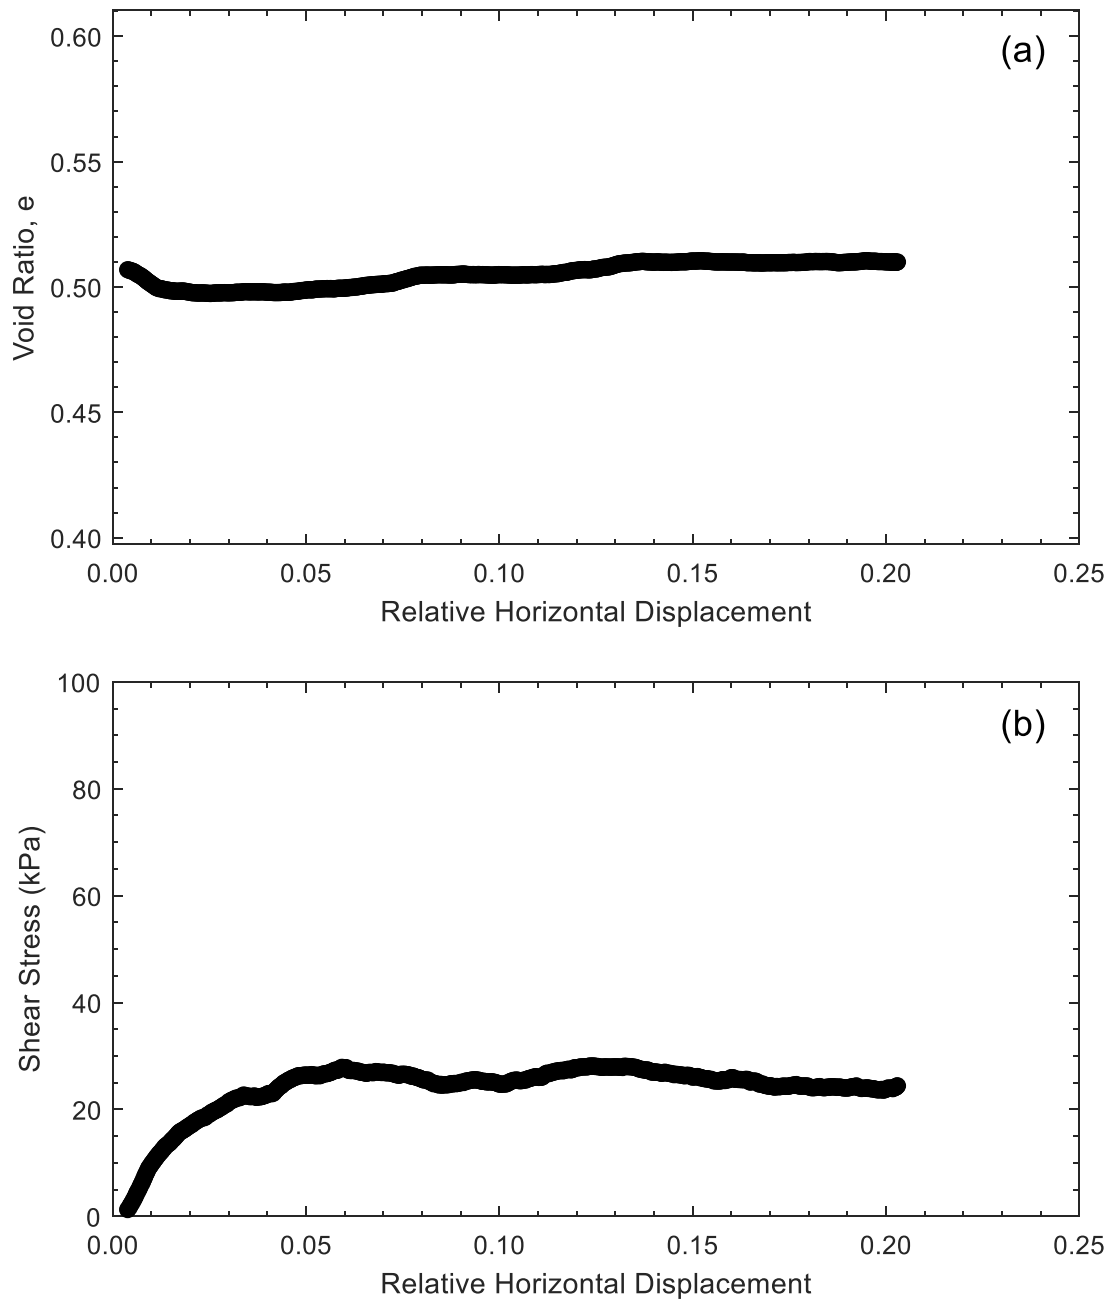 (a)
0.60
0.55
0.50
0.45
0.40
Void Ratio, e
0.00 0.05 0.10 0.15 0.20 0.25
Relative Horizontal Displacement
(b)
100
80
60
40
20
0
Shear Stress (kPa)
0.00 0.05 0.10 0.15 0.20 0.25
Relative Horizontal Displacement